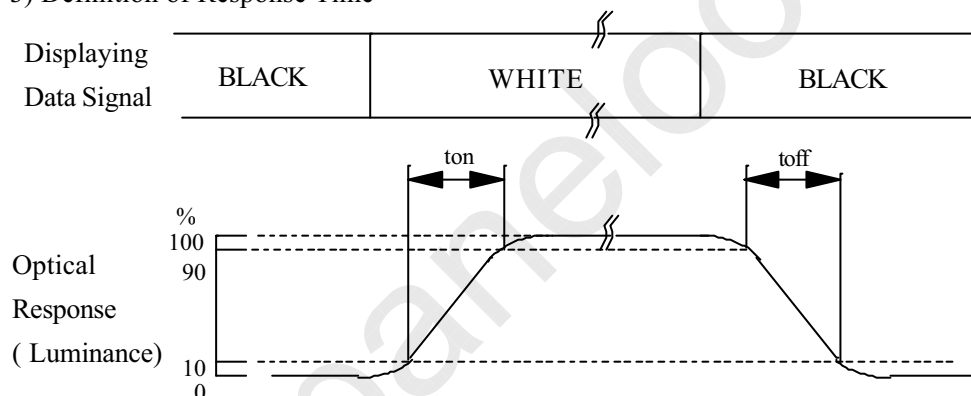 3) Definition of Response Time
Displaying
Data Signal
BLACK
WHITE
BLACK
ton
toff
%
100
90
Optical
Response
( Luminance)
10
0